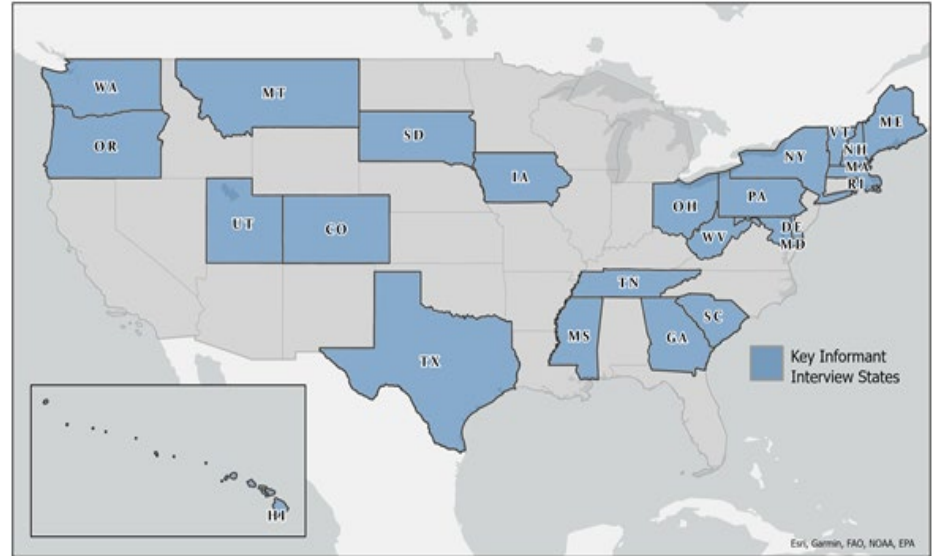 WA
MT
ME
OR
SD
VT
NH
NY
MA
IA
RI
PA
OH
UT
CO
WV
DE
MD
TN
SC
MS
GA
TX
Key Informant
Interview States
HI
Esri, Garmin, FAO, NOAA, EPA